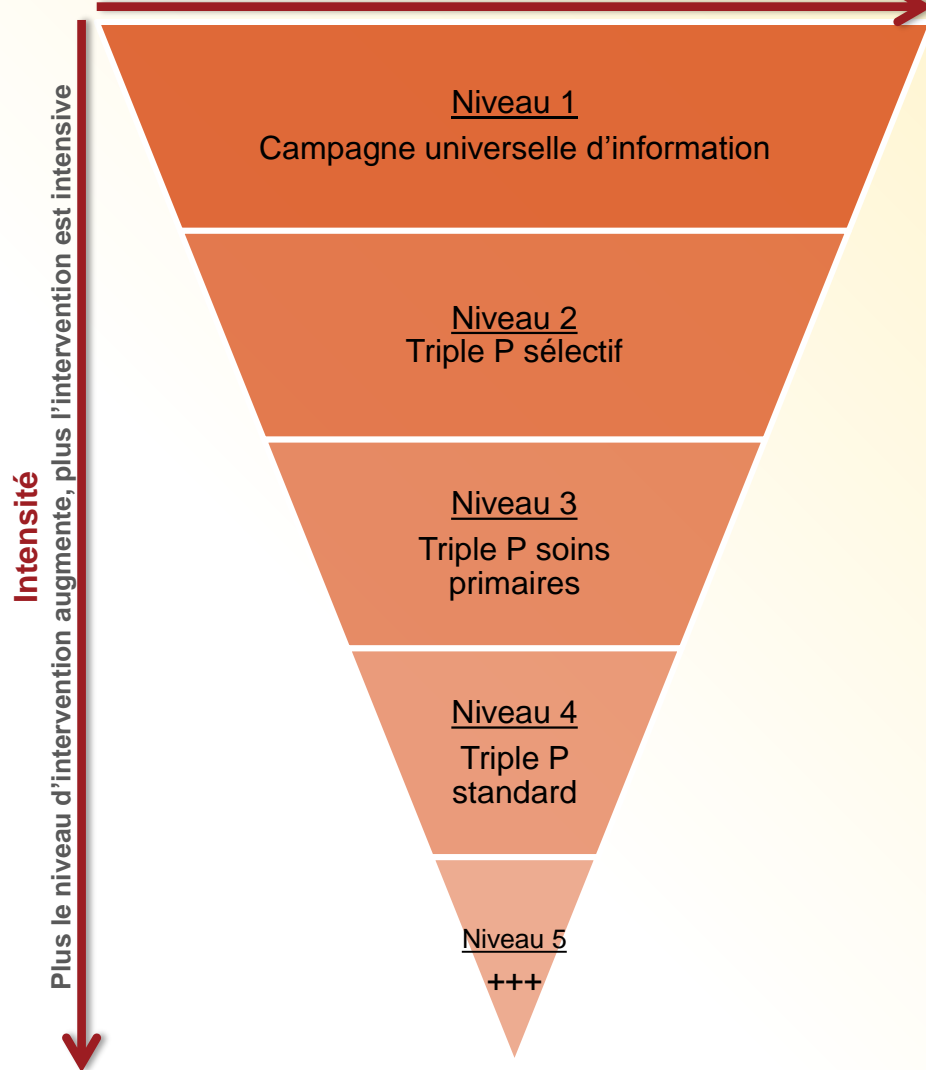 Niveau 1
Campagne universelle d’information
Niveau 2
Triple P sélectif
Niveau 3
Triple P soins
primaires
Niveau 4
Triple P
standard
Niveau 5
+++
Intensité
Plus le niveau d’intervention augmente, plus l’intervention est intensive